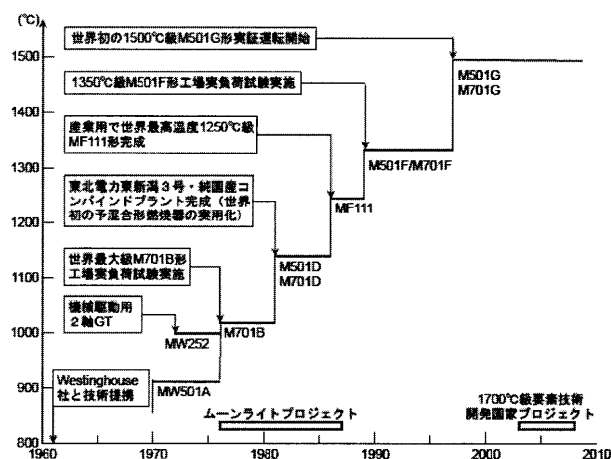 (℃)
1500
1400
1300
1200
1100
1000
900
800
世界初の1500℃級M501G形実証運転開始
1350℃級M501F形工場実負荷試験実施
産業用で世界最高温度1250℃級
MF111形完成
東北電力東新潟3号・純国産コ
ンバインドプラント完成（世界
初の予混合形燃焼器の実用化）
世界最大級M701B形
工場実負荷試験実施
機械駆動用
2軸GT
Westinghouse
社と技術提携
M501G
M701G
M501F/M701F
MF111
M501D
M701D
M701B
MW252
MW501A
ムーンライトプロジェクト
1700℃級要素技術
開発国家プロジェクト
1960
1970
1980
1990
2000
2010